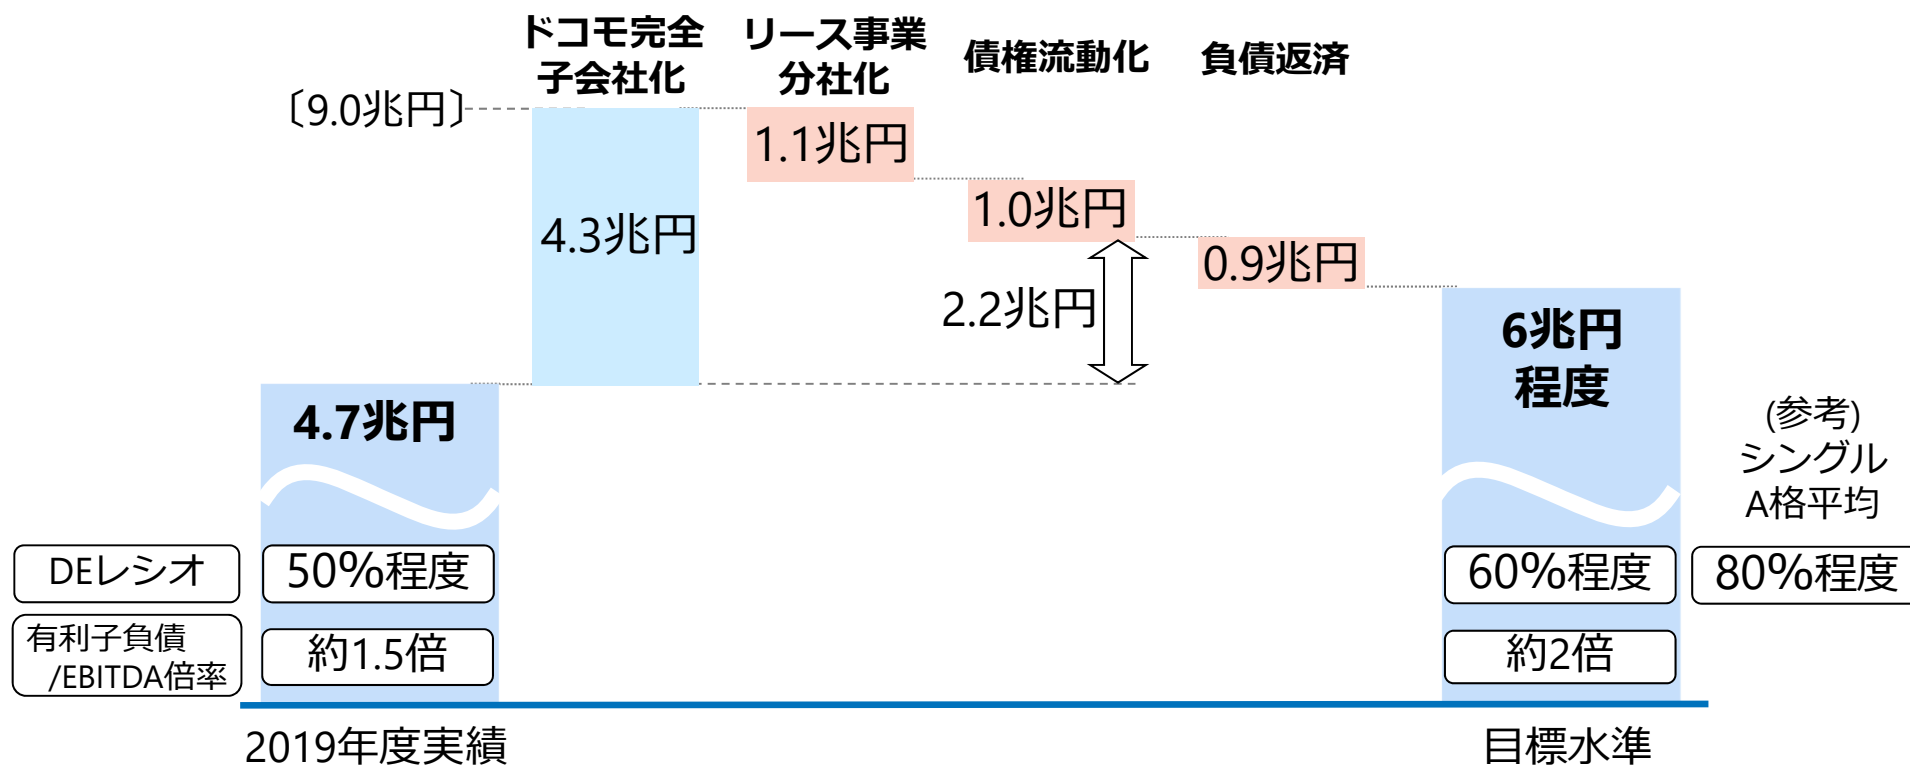 ドコモ完全
子会社化
リース事業
分社化
債権流動化
負債返済
〔9.0兆円〕
1.1兆円
1.0兆円
4.3兆円
0.9兆円
2.2兆円
6兆円
程度
4.7兆円
(参考)
シングル
A格平均
DEレシオ
50%程度
60%程度
80%程度
有利子負債
/EBITDA倍率
約1.5倍
約2倍
2019年度実績
目標水準